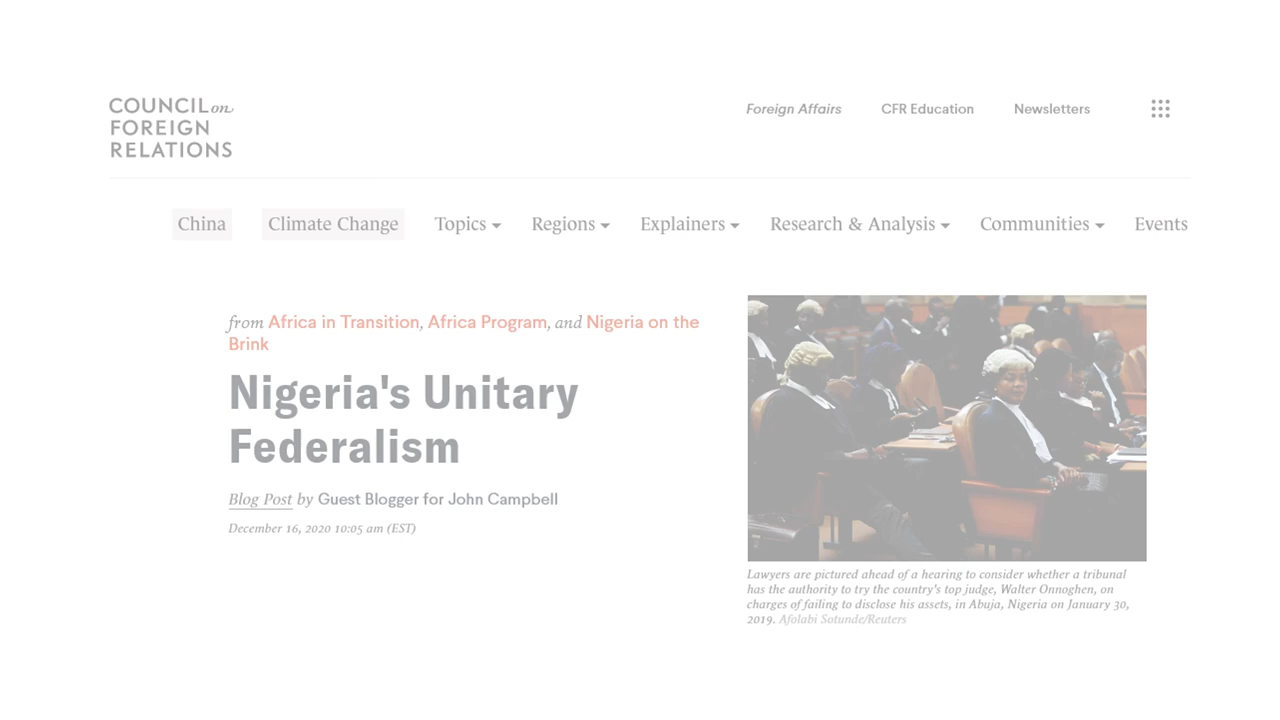 COUNCIL on
FOREIGN
RELATIONS
Foreign Affairs
CFR Education
Newsletters
China
Climate Change
Topics
Regions
Explainers
Research & Analysis
Communities
Events
from Africa in Transition, Africa Program, and Nigeria on the
Brink
Nigeria's Unitary
Federalism
Blog Post by Guest Blogger for John Campbell
December 16, 2020 10:05 am (EST)
Lawyers are pictured ahead of a hearing to consider whether a tribunal
has the authority to try the country's top judge, Walter Onnoghen, on
charges of failing to disclose his assets, in Abuja, Nigeria on January 30,
2019. Afolabi Sotunde/Reuters